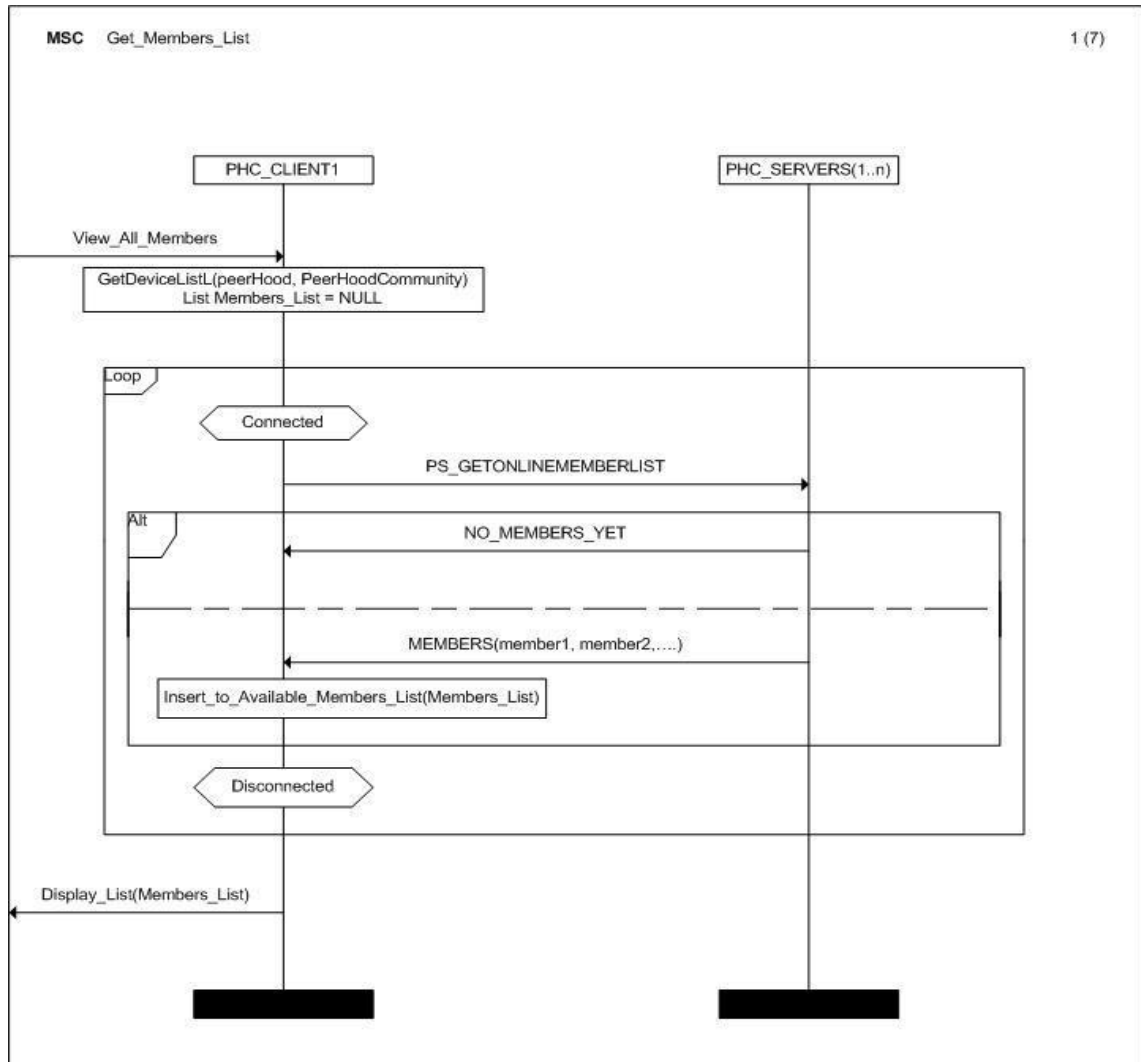 MSC Get_Members_List
1 (7)
PHC_CLIENT1
PHC_SERVERS(1..n)
View_All_Members
GetDeviceListL(peerHood, PeerHoodCommunity)
List Members_List = NULL
Loop
Connected
PS_GETONLINEMEMBERLIST
Alt
NO_MEMBERS_YET
MEMBERS(member1, member2,....)
Insert_to_Available_Members_List(Members_List)
Disconnected
Display_List(Members_List)